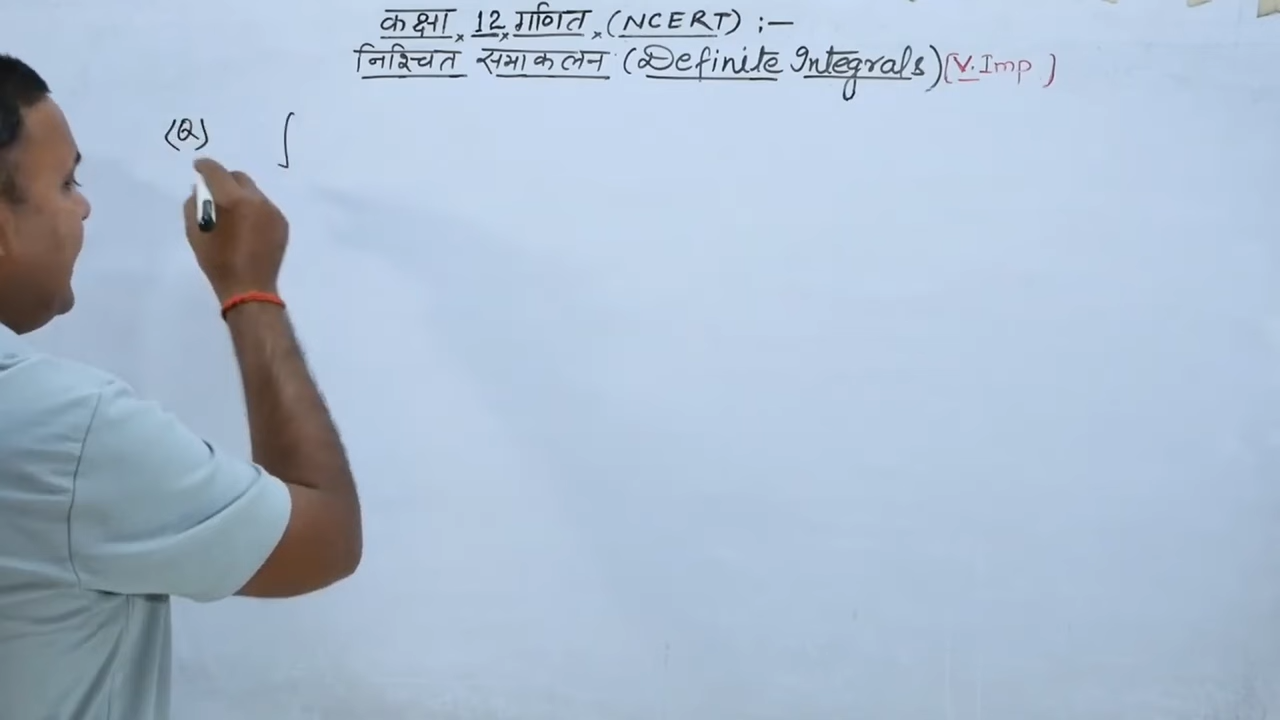 कक्षा 12 गणित (NCERT) :-
निश्चित समाकलन (Definite Integrals) (V. Imp)
(Q) ∫